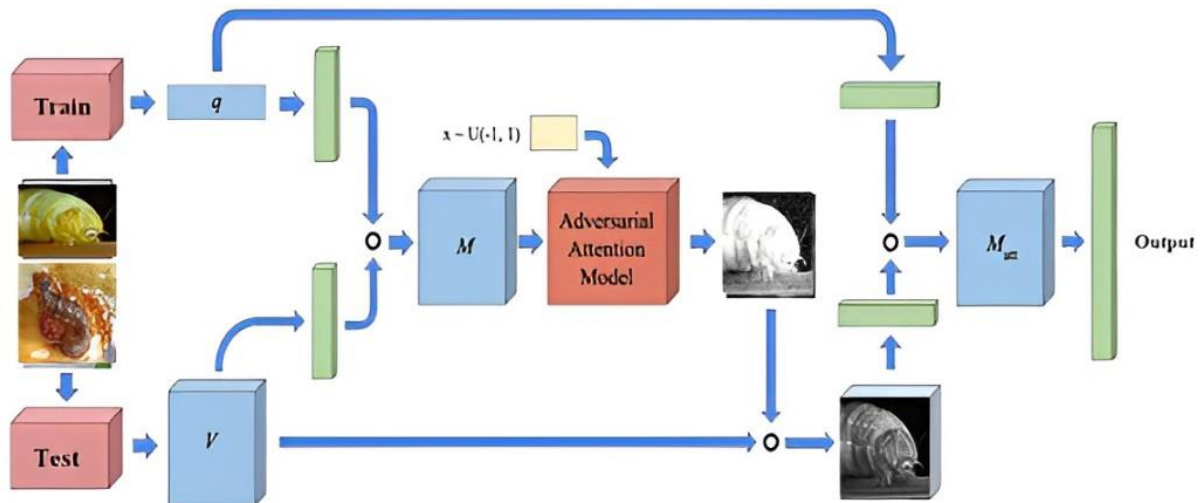 Train
q
x ~ U(-1, 1)
M
Adversarial
Attention
Model
M
Output
V
Test